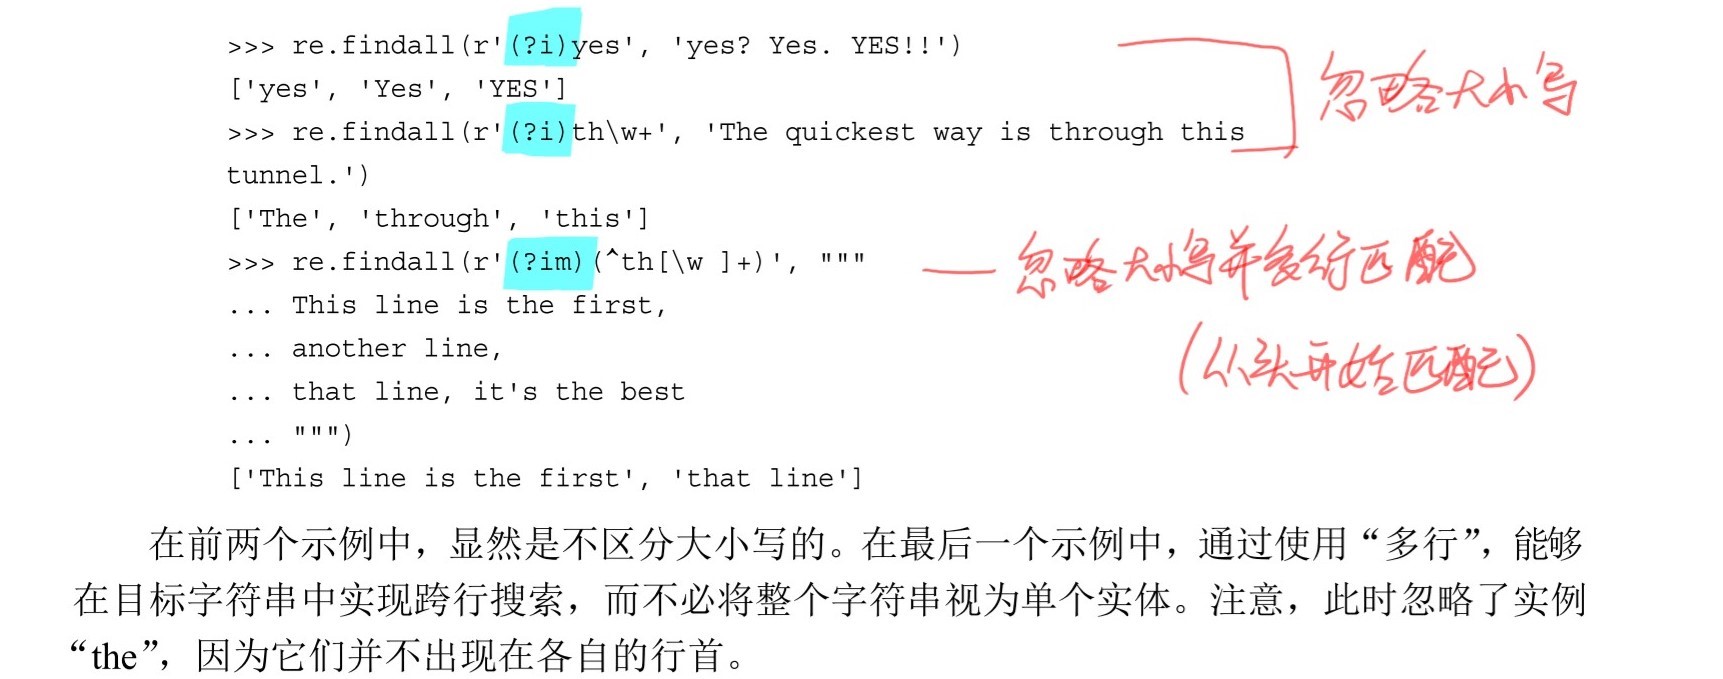 >>> re.findall(r'(?i)yes', 'yes? Yes. YES!!')
['yes', 'Yes', 'YES']
忽略大小写
>>> re.findall(r'(?i)th\w+', 'The quickest way is through this
tunnel.')
['The', 'through', 'this']
>>> re.findall(r'(?im)(^th[\w ]+)', """
忽略大小写并多行匹配
... This line is the first,
... another line,
(从头开始匹配)
... that line, it's the best
... """)
['This line is the first', 'that line']
在前两个示例中，显然是不区分大小写的。在最后一个示例中，通过使用“多行”，能够
在目标字符串中实现跨行搜索，而不必将整个字符串视为单个实体。注意，此时忽略了实例
“the”，因为它们并不出现在各自的行首。